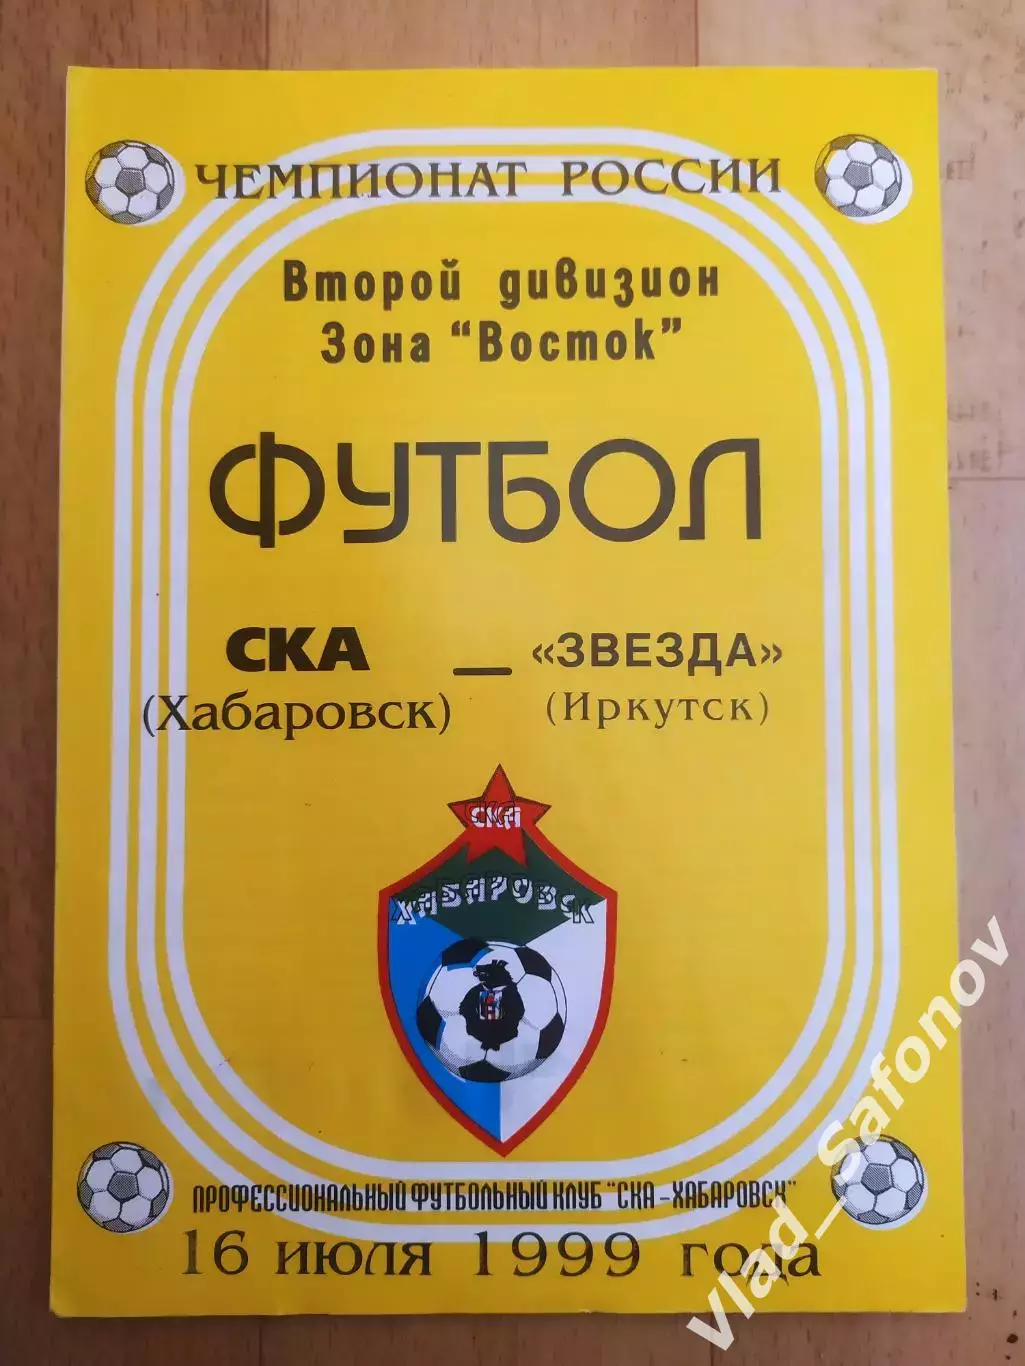 ЧЕМПИОНАТ РОССИИ
Второй дивизион
Зона "Восток"
ФУТБОЛ
СКА – «ЗВЕЗДА»
(Хабаровск) (Иркутск)
СКА
ХАБАРОВСК
ПРОФЕССИОНАЛЬНЫЙ ФУТБОЛЬНЫЙ КЛУБ "СКА-ХАБАРОВСК"
16 июля 1999 года
Vlad_Safonov